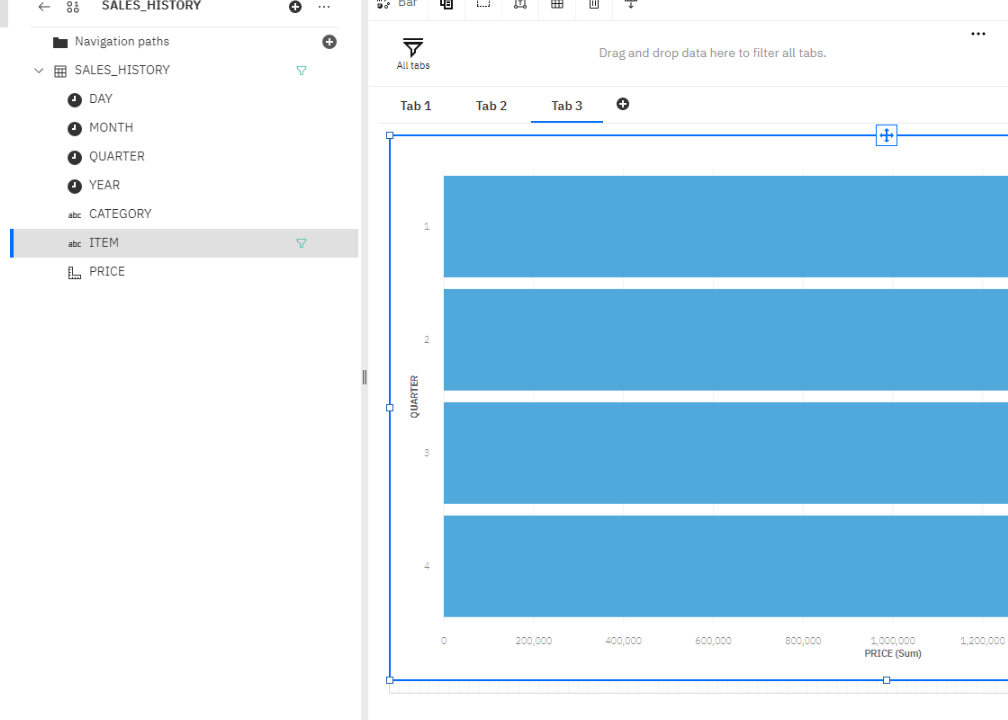 SALES_HISTORY
Bar
Navigation paths
SALES_HISTORY
DAY
MONTH
QUARTER
YEAR
abc CATEGORY
abc ITEM
PRICE
All tabs
Drag and drop data here to filter all tabs.
Tab 1 Tab 2 Tab 3
QUARTER
1
2
3
4
0 200,000 400,000 600,000 800,000 1,000,000 1,200,000
PRICE (Sum)